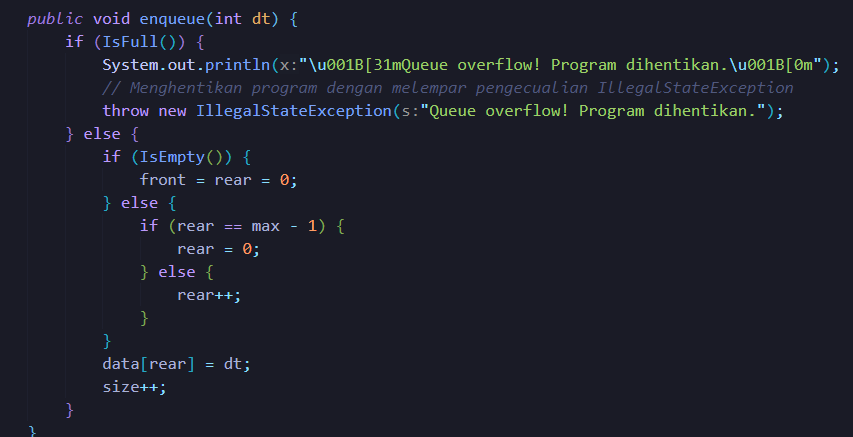 public void enqueue(int dt) {
    if (IsFull()) {
        System.out.println(x:"\u001B[31mQueue overflow! Program dihentikan.\u001B[0m");
        // Menghentikan program dengan melempar pengecualian IllegalStateException
        throw new IllegalStateException(s:"Queue overflow! Program dihentikan.");
    } else {
        if (IsEmpty()) {
            front = rear = 0;
        } else {
            if (rear == max - 1) {
                rear = 0;
            } else {
                rear++;
            }
        }
        data[rear] = dt;
        size++;
    }
}